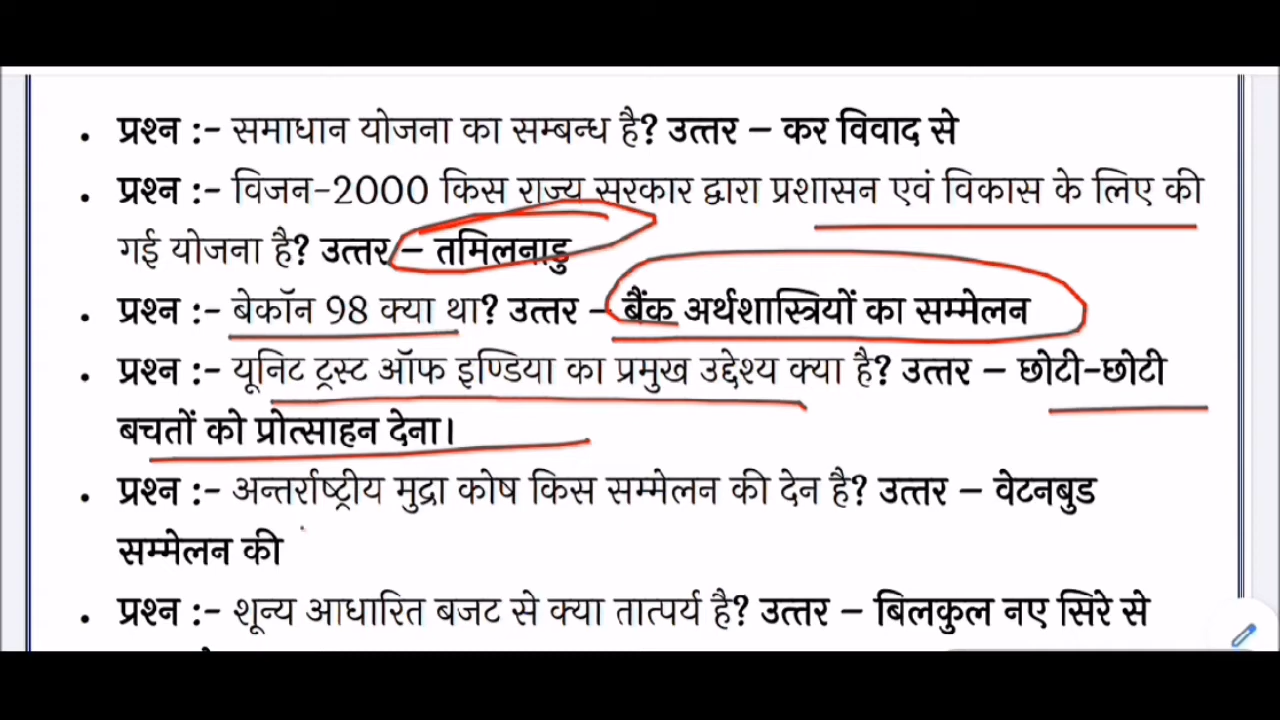 • प्रश्न :- समाधान योजना का सम्बन्ध है? उत्तर – कर विवाद से
• प्रश्न :- विजन-2000 किस राज्य सरकार द्वारा प्रशासन एवं विकास के लिए की
गई योजना है? उत्तर – तमिलनाडु
• प्रश्न :- बेकॉन 98 क्या था? उत्तर – बैंक अर्थशास्त्रियों का सम्मेलन
• प्रश्न :- यूनिट ट्रस्ट ऑफ इण्डिया का प्रमुख उद्देश्य क्या है? उत्तर – छोटी-छोटी
बचतों को प्रोत्साहन देना।
• प्रश्न :- अन्तर्राष्ट्रीय मुद्रा कोष किस सम्मेलन की देन है? उत्तर – वेटनबुड
सम्मेलन की
• प्रश्न :- शून्य आधारित बजट से क्या तात्पर्य है? उत्तर – बिलकुल नए सिरे से